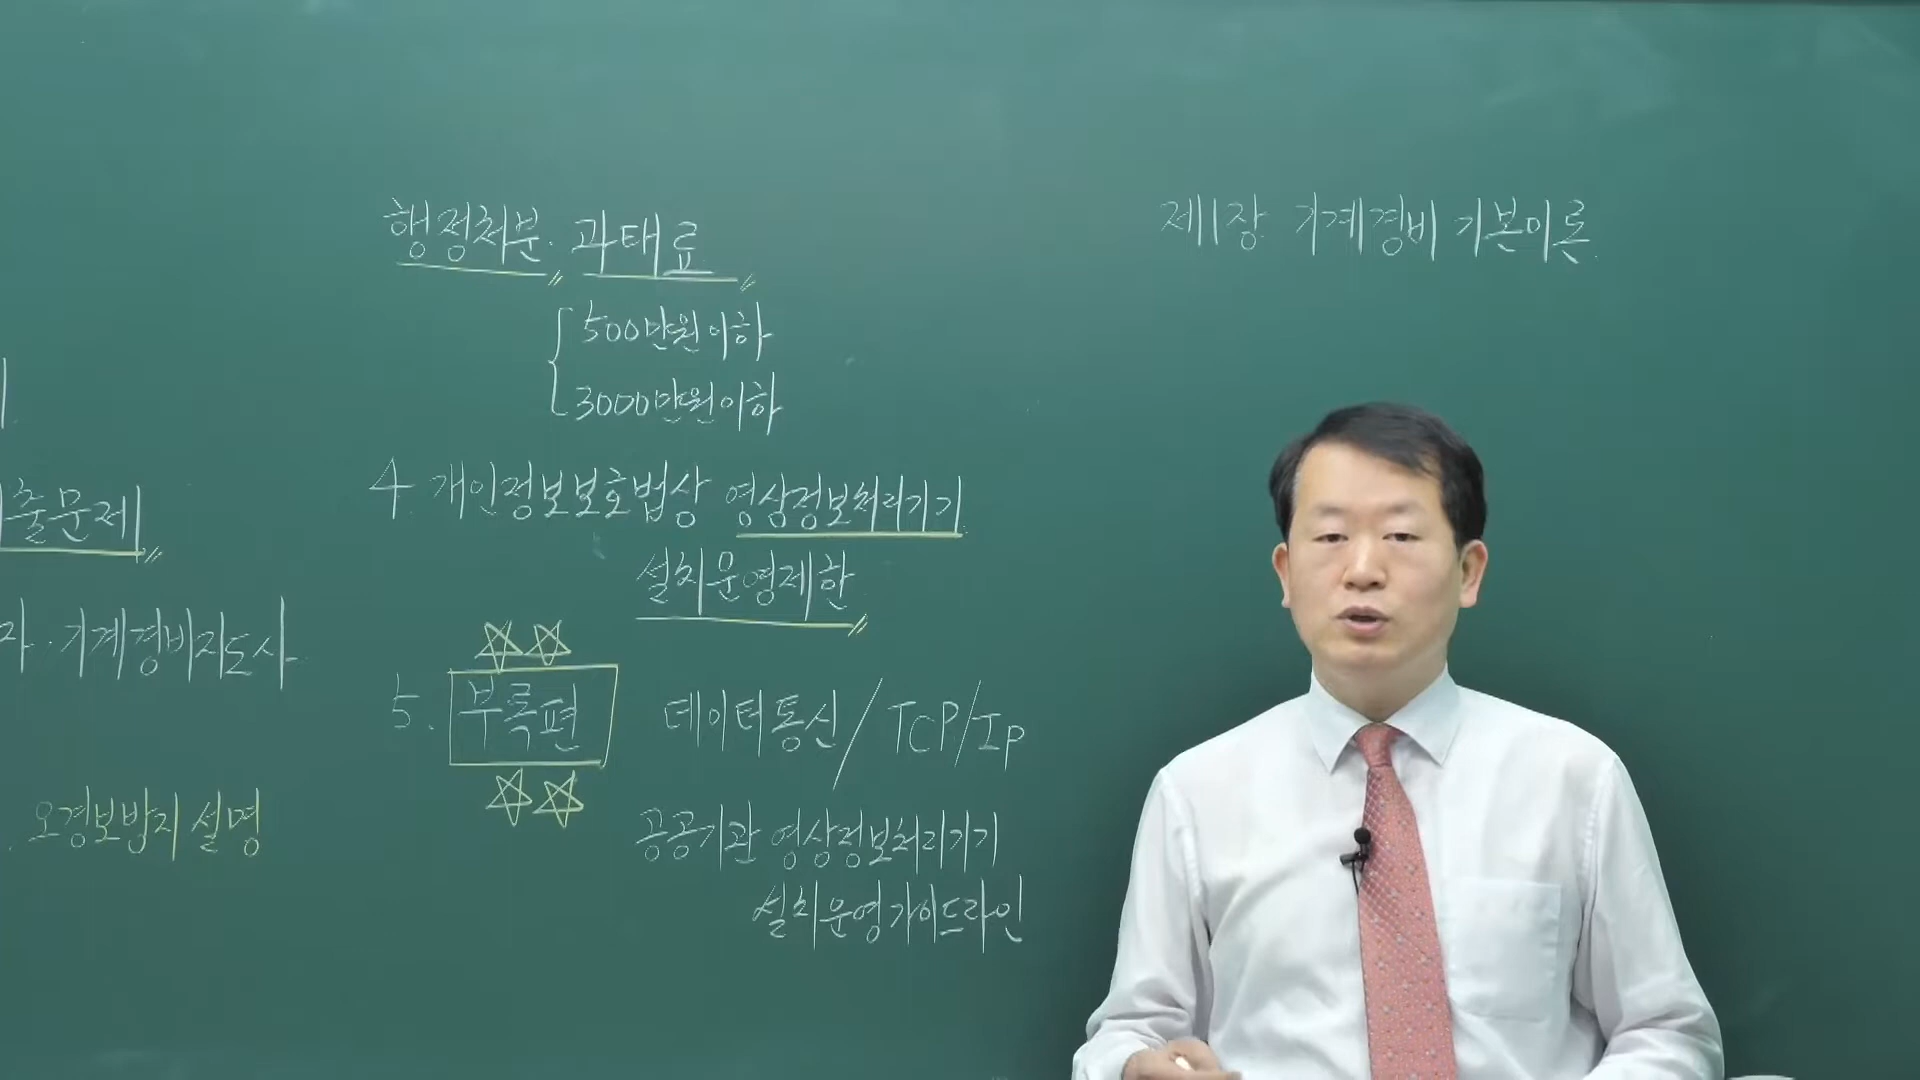 행정처분. 과태료
500만원이하
3000만원이하
4. 개인정보보호법상 영상정보처리기기
설치운영제한
5. 부록편 데이터통신/TCP/IP
공공기관 영상정보처리기기
설치운영가이드라인
출문제
자·기계경비지도사
오경보방지 설명
제1장 기계경비 기본이론.